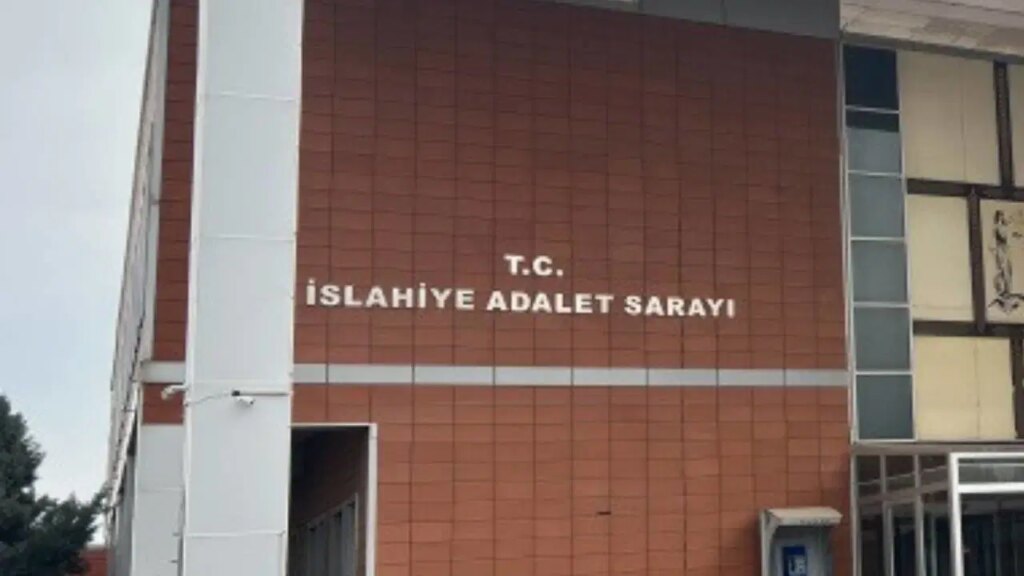 T.C.
İSLAHİYE ADALET SARAYI